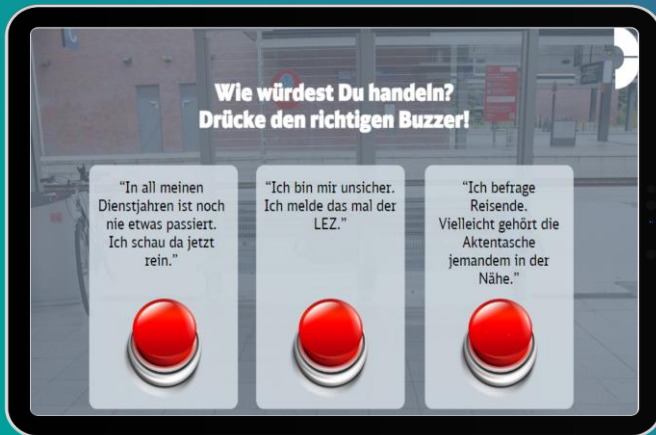 Wie würdest Du handeln?
Drücke den richtigen Buzzer!
“In all meinen
Dienstjahren ist noch
nie etwas passiert.
Ich schau da jetzt
rein.”
“Ich bin mir unsicher.
Ich melde das mal der
LEZ.”
“Ich befrage
Reisende.
Vielleicht gehört die
Aktentasche
jemandem in der
Nähe.”